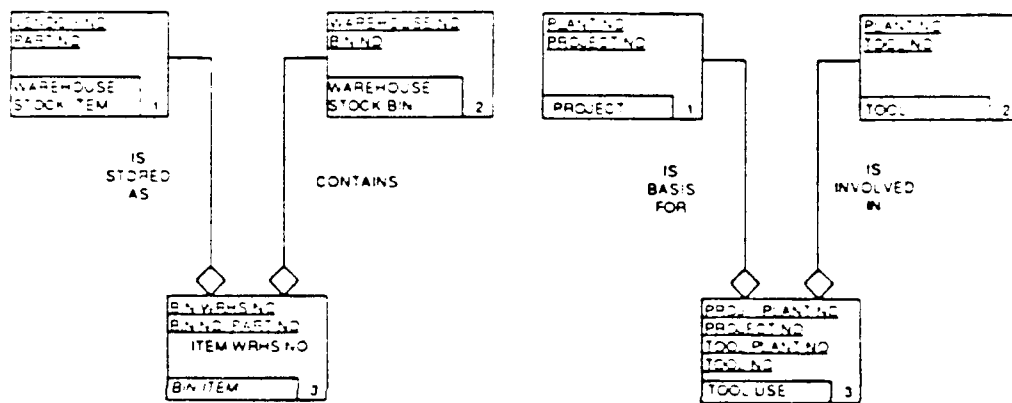 PART.NO
WAREHOUSE
STOCK ITEM
1
WAREHOUSE.NO
BIN.NO
WAREHOUSE
STOCK BIN
2
IS
STORED
AS
CONTAINS
BIN.WRHS.NO
BIN.NO, PART.NO
ITEM.WRHS.NO
BIN ITEM
3
PLANT.NO
PROJECT.NO
PROJECT
1
PLANT.NO
TOOL.NO
TOOL
2
IS
BASIS
FOR
IS
INVOLVED
IN
PROJ.PLANT.NO
PROJECT.NO
TOOL.PLANT.NO
TOOL.NO
TOOL USE
3